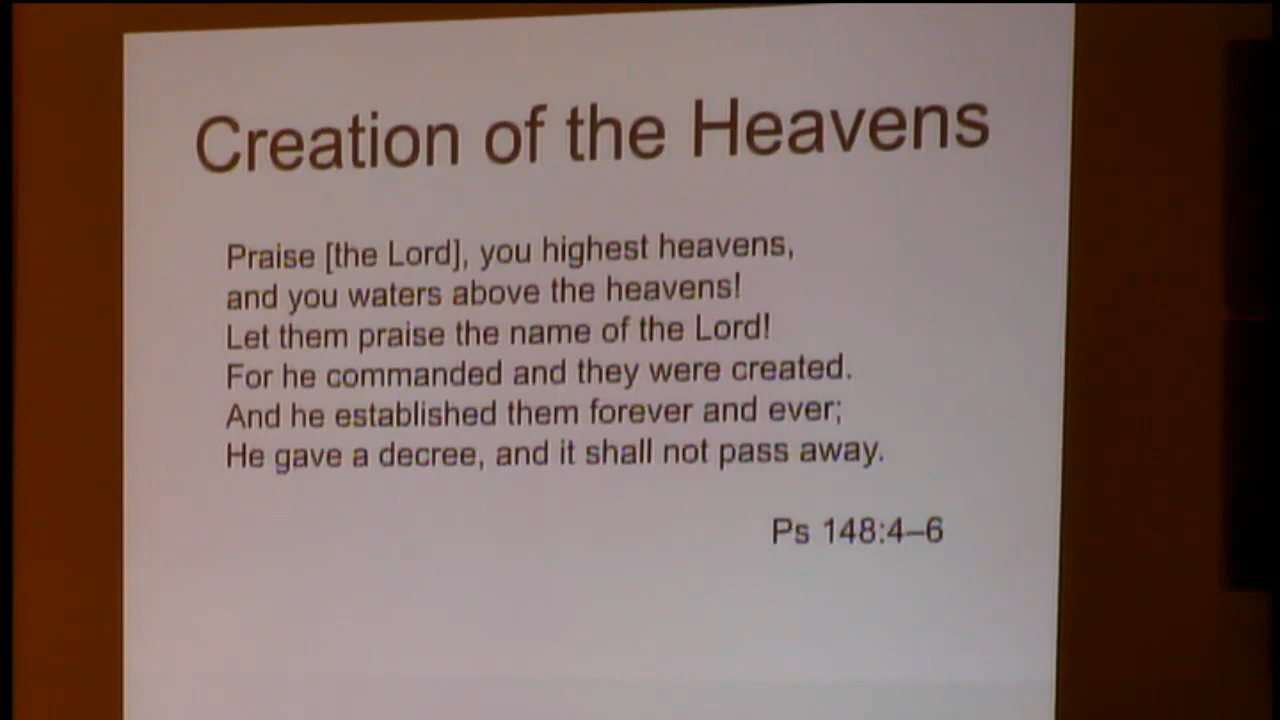 Creation of the Heavens
Praise [the Lord], you highest heavens,
and you waters above the heavens!
Let them praise the name of the Lord!
For he commanded and they were created.
And he established them forever and ever;
He gave a decree, and it shall not pass away.
Ps 148:4–6